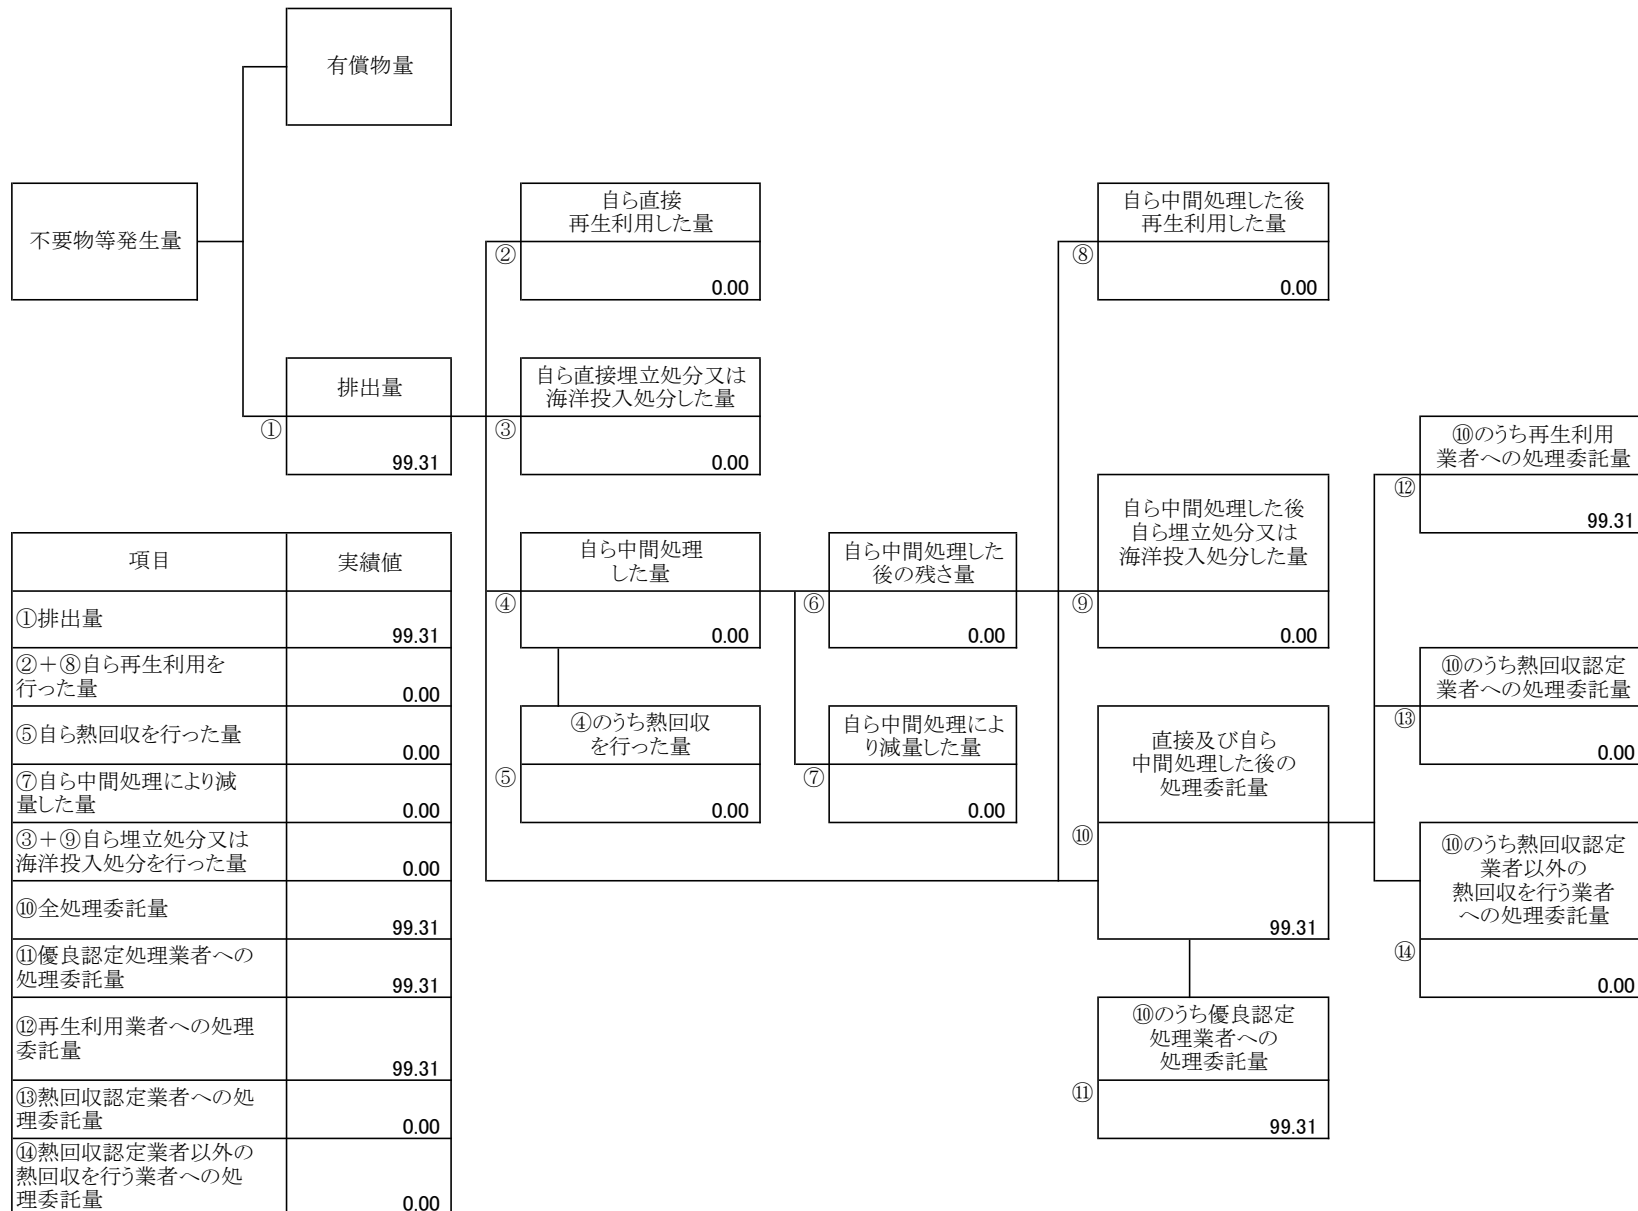 有償物量
不要物等発生量
自ら直接
再生利用した量
②
0.00
自ら中間処理した後
再生利用した量
⑧
0.00
排出量
①
99.31
自ら直接埋立処分又は
海洋投入処分した量
③
0.00
⑩のうち再生利用
業者への処理委託量
⑫
99.31
自ら中間処理した後
自ら埋立処分又は
海洋投入処分した量
⑨
0.00
自ら中間処理
した量
④
0.00
自ら中間処理した
後の残さ量
⑥
0.00
⑩のうち熱回収認定
業者への処理委託量
⑬
0.00
④のうち熱回収
を行った量
⑤
0.00
自ら中間処理によ
り減量した量
⑦
0.00
直接及び自ら
中間処理した後の
処理委託量
⑩
99.31
⑩のうち熱回収認定
業者以外の
熱回収を行う業者
への処理委託量
⑭
0.00
⑩のうち優良認定
処理業者への
処理委託量
⑪
99.31
項目 実績値
①排出量
99.31
②＋⑧自ら再生利用を
行った量
0.00
⑤自ら熱回収を行った量
0.00
⑦自ら中間処理により減
量した量
0.00
③＋⑨自ら埋立処分又は
海洋投入処分を行った量
0.00
⑩全処理委託量
99.31
⑪優良認定処理業者への
処理委託量
99.31
⑫再生利用業者への処理
委託量
99.31
⑬熱回収認定業者への処
理委託量
0.00
⑭熱回収認定業者以外の
熱回収を行う業者への処
理委託量
0.00